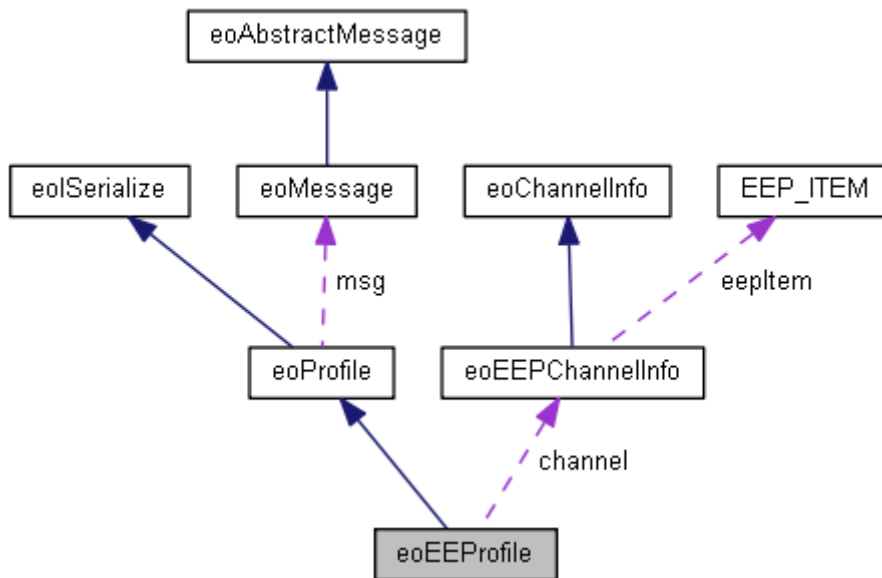 eoAbstractMessage
eoISerialize
eoMessage
eoChannelInfo
EEP_ITEM
msg
eepItem
eoProfile
eoEEPChannelInfo
channel
eoEEProfile